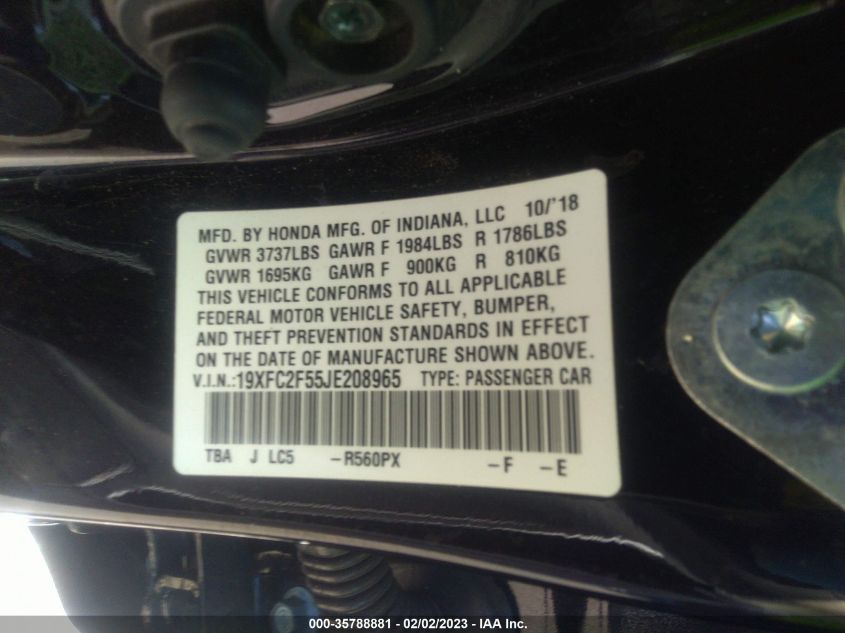 MFD. BY HONDA MFG. OF INDIANA, LLC 10/'18
GVWR 3737LBS GAWR F 1984LBS R 1786LBS
GVWR 1695KG GAWR F 900KG R 810KG
THIS VEHICLE CONFORMS TO ALL APPLICABLE
FEDERAL MOTOR VEHICLE SAFETY, BUMPER,
AND THEFT PREVENTION STANDARDS IN EFFECT
ON THE DATE OF MANUFACTURE SHOWN ABOVE.
V.I.N.:19XFC2F55JE208965 TYPE: PASSENGER CAR
TBA J LC5 -R560PX -F -E
000-35788881 — 02/02/2023 — IAA Inc.